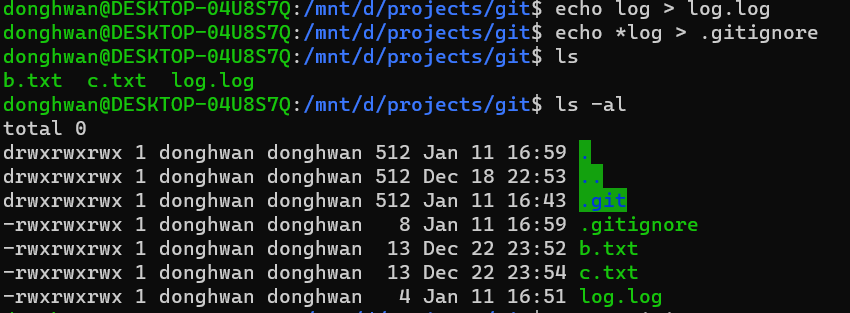 donghwan@DESKTOP-04U8S7Q:/mnt/d/projects/git$ echo log > log.log
donghwan@DESKTOP-04U8S7Q:/mnt/d/projects/git$ echo *log > .gitignore
donghwan@DESKTOP-04U8S7Q:/mnt/d/projects/git$ ls
b.txt  c.txt  log.log
donghwan@DESKTOP-04U8S7Q:/mnt/d/projects/git$ ls -al
total 0
drwxrwxrwx 1 donghwan donghwan 512 Jan 11 16:59 .
drwxrwxrwx 1 donghwan donghwan 512 Dec 18 22:53 ..
drwxrwxrwx 1 donghwan donghwan 512 Jan 11 16:43 .git
-rwxrwxrwx 1 donghwan donghwan   8 Jan 11 16:59 .gitignore
-rwxrwxrwx 1 donghwan donghwan  13 Dec 22 23:52 b.txt
-rwxrwxrwx 1 donghwan donghwan  13 Dec 22 23:54 c.txt
-rwxrwxrwx 1 donghwan donghwan   4 Jan 11 16:51 log.log